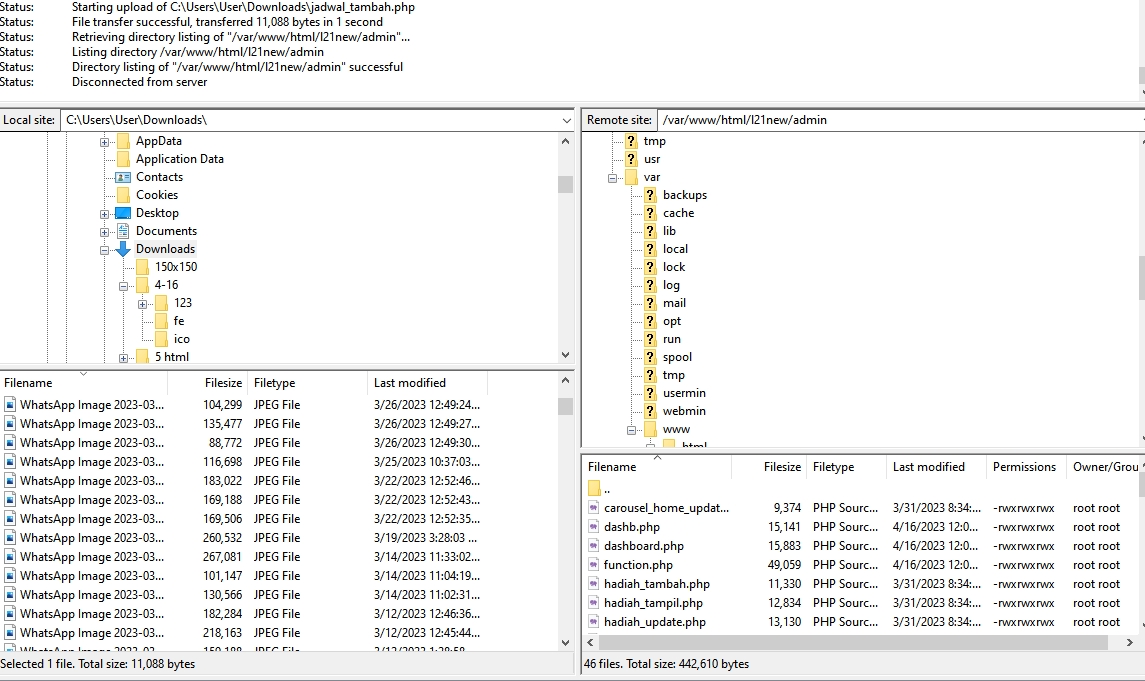 Status: Starting upload of C:\Users\User\Downloads\jadwal_tambah.php
Status: File transfer successful, transferred 11,088 bytes in 1 second
Status: Retrieving directory listing of "/var/www/html/l21new/admin"...
Status: Listing directory /var/www/html/l21new/admin
Status: Directory listing of "/var/www/html/l21new/admin" successful
Status: Disconnected from server
Local site: C:\Users\User\Downloads\
AppData
Application Data
Contacts
Cookies
Desktop
Documents
Downloads
150x150
4-16
123
fe
ico
5 html
Filename Filesize Filetype Last modified
WhatsApp Image 2023-03... 104,299 JPEG File 3/26/2023 12:49:24...
WhatsApp Image 2023-03... 135,477 JPEG File 3/26/2023 12:49:27...
WhatsApp Image 2023-03... 88,772 JPEG File 3/26/2023 12:49:30...
WhatsApp Image 2023-03... 116,698 JPEG File 3/25/2023 10:37:03...
WhatsApp Image 2023-03... 183,022 JPEG File 3/22/2023 12:52:46...
WhatsApp Image 2023-03... 169,188 JPEG File 3/22/2023 12:52:43...
WhatsApp Image 2023-03... 169,506 JPEG File 3/22/2023 12:52:35...
WhatsApp Image 2023-03... 260,532 JPEG File 3/19/2023 3:28:03 ...
WhatsApp Image 2023-03... 267,081 JPEG File 3/14/2023 11:33:02...
WhatsApp Image 2023-03... 101,147 JPEG File 3/14/2023 11:04:19...
WhatsApp Image 2023-03... 130,566 JPEG File 3/14/2023 11:02:31...
WhatsApp Image 2023-03... 182,284 JPEG File 3/12/2023 12:46:36...
WhatsApp Image 2023-03... 218,163 JPEG File 3/12/2023 12:45:44...
Selected 1 file. Total size: 11,088 bytes
Remote site: /var/www/html/l21new/admin
tmp
usr
var
backups
cache
lib
local
lock
log
mail
opt
run
spool
tmp
usermin
webmin
www
html
Filename Filesize Filetype Last modified Permissions Owner/Grou
..
carousel_home_updat... 9,374 PHP Sourc... 3/31/2023 8:34:... -rwxrwxrwx root root
dashb.php 15,141 PHP Sourc... 4/16/2023 12:0... -rwxrwxrwx root root
dashboard.php 15,883 PHP Sourc... 4/16/2023 12:0... -rwxrwxrwx root root
function.php 49,059 PHP Sourc... 4/16/2023 12:0... -rwxrwxrwx root root
hadiah_tambah.php 11,330 PHP Sourc... 3/31/2023 8:34:... -rwxrwxrwx root root
hadiah_tampil.php 12,834 PHP Sourc... 3/31/2023 8:34:... -rwxrwxrwx root root
hadiah_update.php 13,130 PHP Sourc... 3/31/2023 8:34:... -rwxrwxrwx root root
46 files. Total size: 442,610 bytes